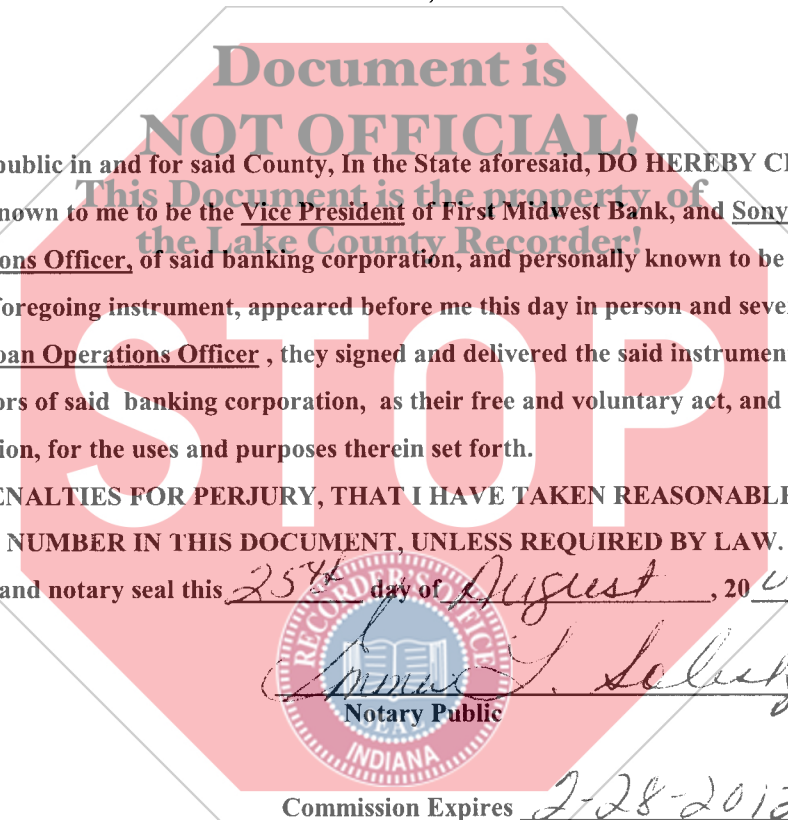 Document is
NOT OFFICIAL!
public in and for said County, In the State aforesaid, DO HEREBY
This Document is the property of
nown to me to be the Vice President of First Midwest Bank, and Sony
the Lake County Recorder!
ons Officer, of said banking corporation, and personally known to be
foregoing instrument, appeared before me this day in person and seve
oan Operations Officer , they signed and delivered the said instrumen
STOP
ors of said banking corporation, as their free and voluntary act, and
ion, for the uses and purposes therein set forth.
ENALTIES FOR PERJURY, THAT I HAVE TAKEN REASONABLE
NUMBER IN THIS DOCUMENT, UNLESS REQUIRED BY LAW.
and notary seal this 25th day of August , 20
RECORDER'S OFFICE
SEAL
INDIANA
Notary Public
Commission Expires 2-28-2012